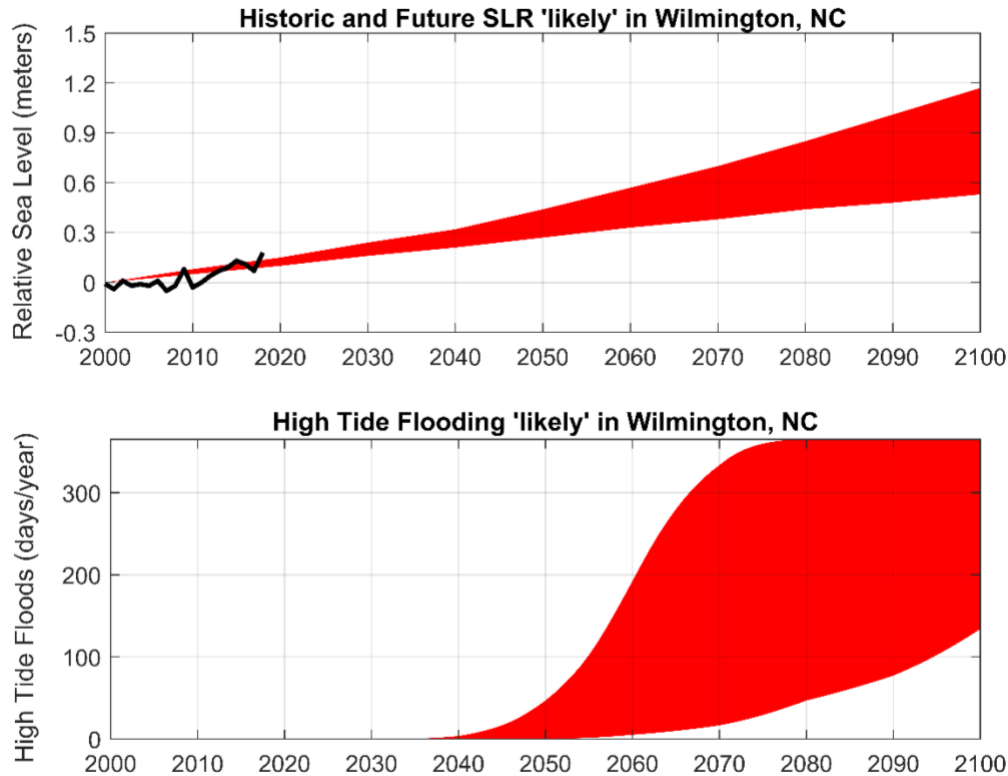 Historic and Future SLR 'likely' in Wilmington, NC
Relative Sea Level (meters)
1.5
1.2
0.9
0.6
0.3
0
-0.3
2000 2010 2020 2030 2040 2050 2060 2070 2080 2090 2100
High Tide Flooding 'likely' in Wilmington, NC
High Tide Floods (days/year)
300
200
100
0
2000 2010 2020 2030 2040 2050 2060 2070 2080 2090 2100